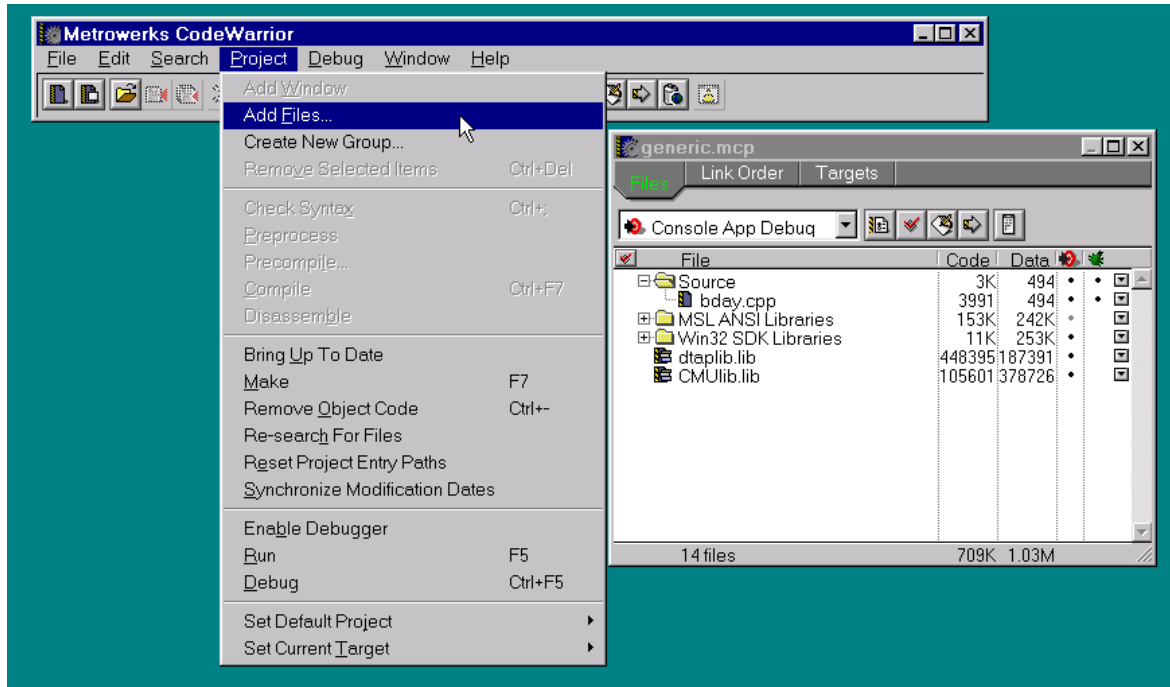 Metrowerks CodeWarrior
File Edit Search Project Debug Window Help
Add Window
Add Files...
Create New Group...
Remove Selected Items Ctrl+Del
Check Syntax Ctrl+;
Preprocess
Precompile...
Compile Ctrl+F7
Disassemble
Bring Up To Date
Make F7
Remove Object Code Ctrl+-
Re-search For Files
Reset Project Entry Paths
Synchronize Modification Dates
Enable Debugger
Run F5
Debug Ctrl+F5
Set Default Project
Set Current Target
generic.mcp
Files Link Order Targets
Console App Debug
File Code Data
Source 3K 494
bday.cpp 3991 494
MSL ANSI Libraries 153K 242K
Win32 SDK Libraries 11K 253K
dtaplib.lib 448395 187391
CMUlib.lib 105601 378726
14 files 709K 1.03M